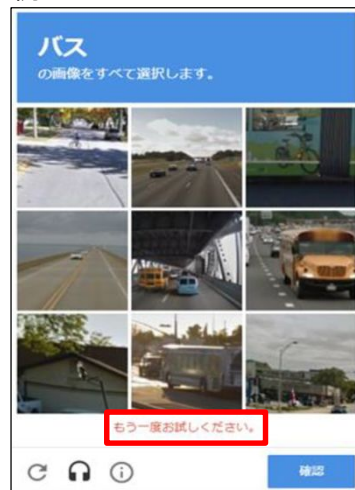 バス
の画像をすべて選択します。
もう一度お試しください。
確認